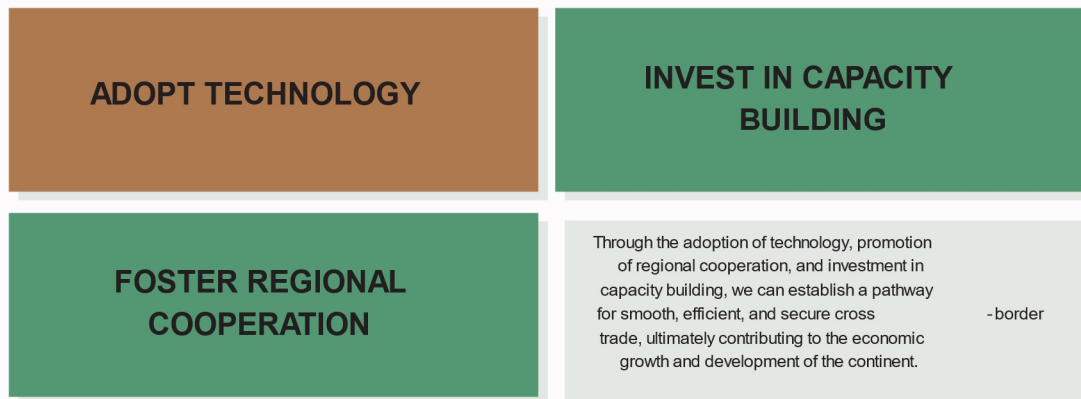 ADOPT TECHNOLOGY
INVEST IN CAPACITY
BUILDING
FOSTER REGIONAL
COOPERATION
Through the adoption of technology, promotion
of regional cooperation, and investment in
capacity building, we can establish a pathway
for smooth, efficient, and secure cross -border
trade, ultimately contributing to the economic
growth and development of the continent.